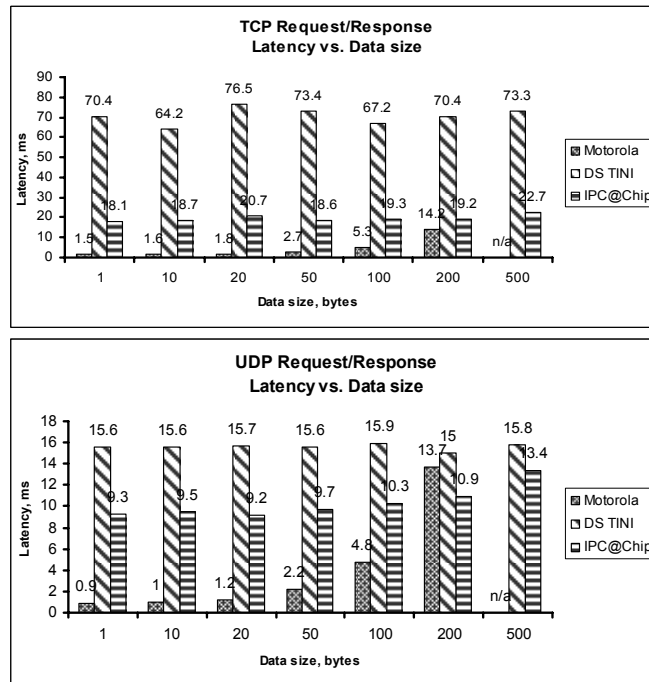 TCP Request/Response
Latency vs. Data size
Latency, ms
90
80
70
60
50
40
30
20
10
0
1.5 70.4 18.1
1.6 64.2 18.7
1.8 76.5 20.7
2.7 73.4 18.6
5.3 67.2 19.3
14.2 70.4 19.2
n/a 73.3 22.7
1 10 20 50 100 200 500
Data size, bytes
Motorola
DS TINI
IPC@Chip
UDP Request/Response
Latency vs. Data size
Latency, ms
18
16
14
12
10
8
6
4
2
0
0.9 15.6 9.3
1 15.6 9.5
1.2 15.7 9.2
2.2 15.6 9.7
4.8 15.9 10.3
13.7 15 10.9
n/a 15.8 13.4
1 10 20 50 100 200 500
Data size, bytes
Motorola
DS TINI
IPC@Chip